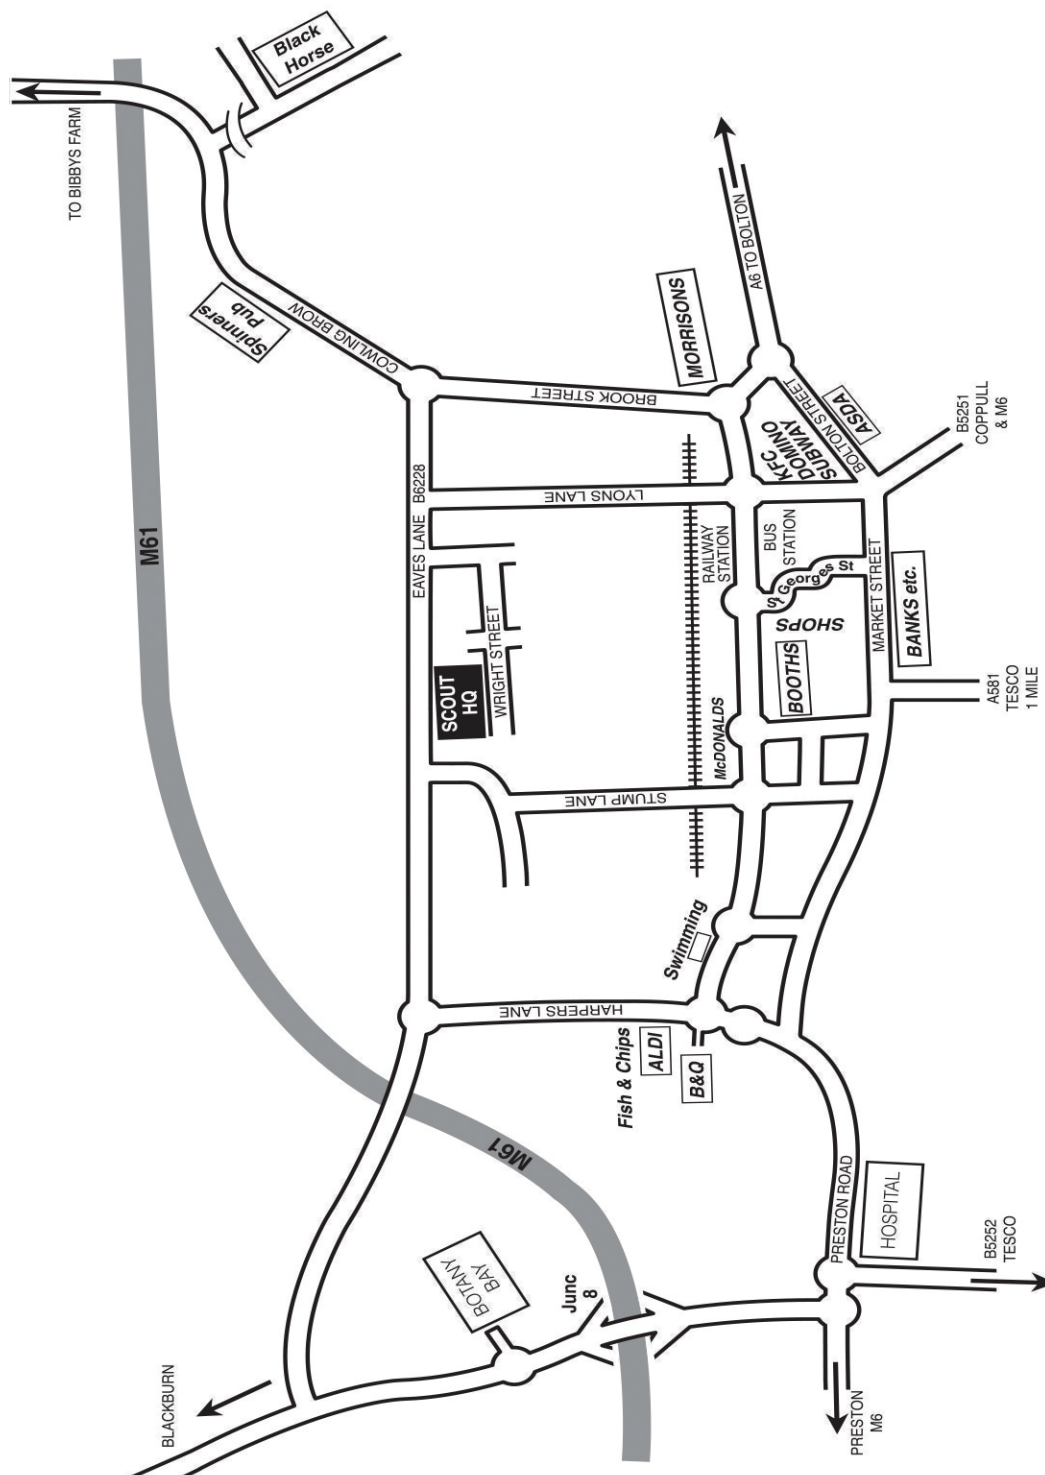 Black
Horse
TO BIBBYS FARM
Spinners
Pub
COWLING BROW
A6 TO BOLTON
MORRISONS
BROOK STREET
BOLTON STREET
ASDA
KFC
DOMINO
SUBWAY
B5251
COPPULL
& M6
M61
EAVES LANE B6228
LYONS LANE
RAILWAY
STATION
BUS
STATION
St Georges St
MARKET STREET
BANKS etc.
SHOPS
BOOTHS
SCOUT
HQ
WRIGHT STREET
McDONALDS
A581
TESCO
1 MILE
STUMP LANE
Swimming
HARPERS LANE
Fish & Chips
ALDI
B&Q
M61
PRESTON ROAD
HOSPITAL
B5252
TESCO
BOTANY
BAY
Junc
8
BLACKBURN
PRESTON
M6